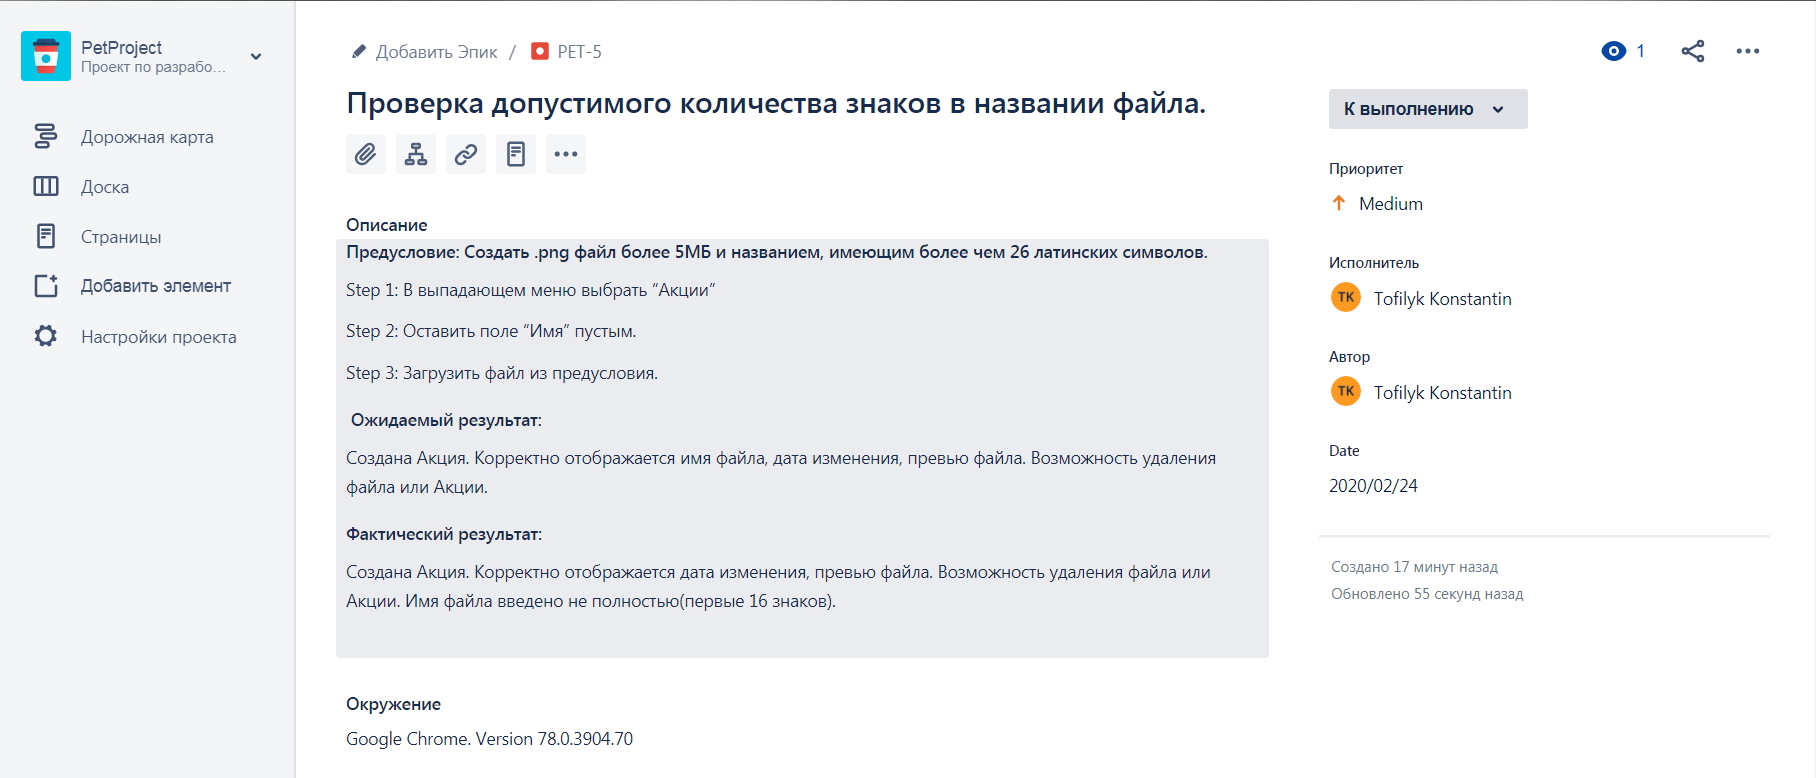 PetProject
Проект по разрабо...
Дорожная карта
Доска
Страницы
Добавить элемент
Настройки проекта
Добавить Эпик / PET-5
1
Проверка допустимого количества знаков в названии файла.
Описание
Предусловие: Создать .png файл более 5МБ и названием, имеющим более чем 26 латинских символов.
Step 1: В выпадающем меню выбрать “Акции”
Step 2: Оставить поле “Имя” пустым.
Step 3: Загрузить файл из предусловия.
Ожидаемый результат:
Создана Акция. Корректно отображается имя файла, дата изменения, превью файла. Возможность удаления
файла или Акции.
Фактический результат:
Создана Акция. Корректно отображается дата изменения, превью файла. Возможность удаления файла или
Акции. Имя файла введено не полностью(первые 16 знаков).
Окружение
Google Chrome. Version 78.0.3904.70
К выполнению
Приоритет
Medium
Исполнитель
TK Tofilyk Konstantin
Автор
TK Tofilyk Konstantin
Date
2020/02/24
Создано 17 минут назад
Обновлено 55 секунд назад